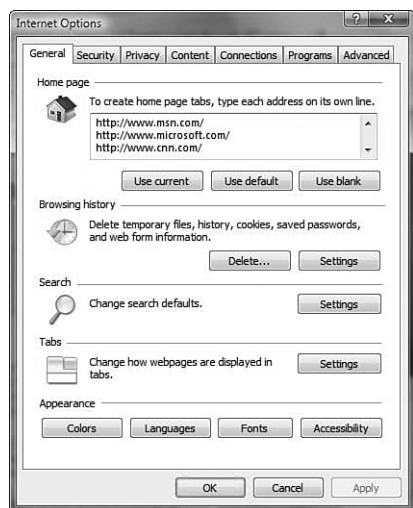 Internet Options
General Security Privacy Content Connections Programs Advanced
Home page
To create home page tabs, type each address on its own line.
http://www.msn.com/
http://www.microsoft.com/
http://www.cnn.com/
Use current Use default Use blank
Browsing history
Delete temporary files, history, cookies, saved passwords,
and web form information.
Delete... Settings
Search
Change search defaults. Settings
Tabs
Change how webpages are displayed in
tabs.
Settings
Appearance
Colors Languages Fonts Accessibility
OK Cancel Apply